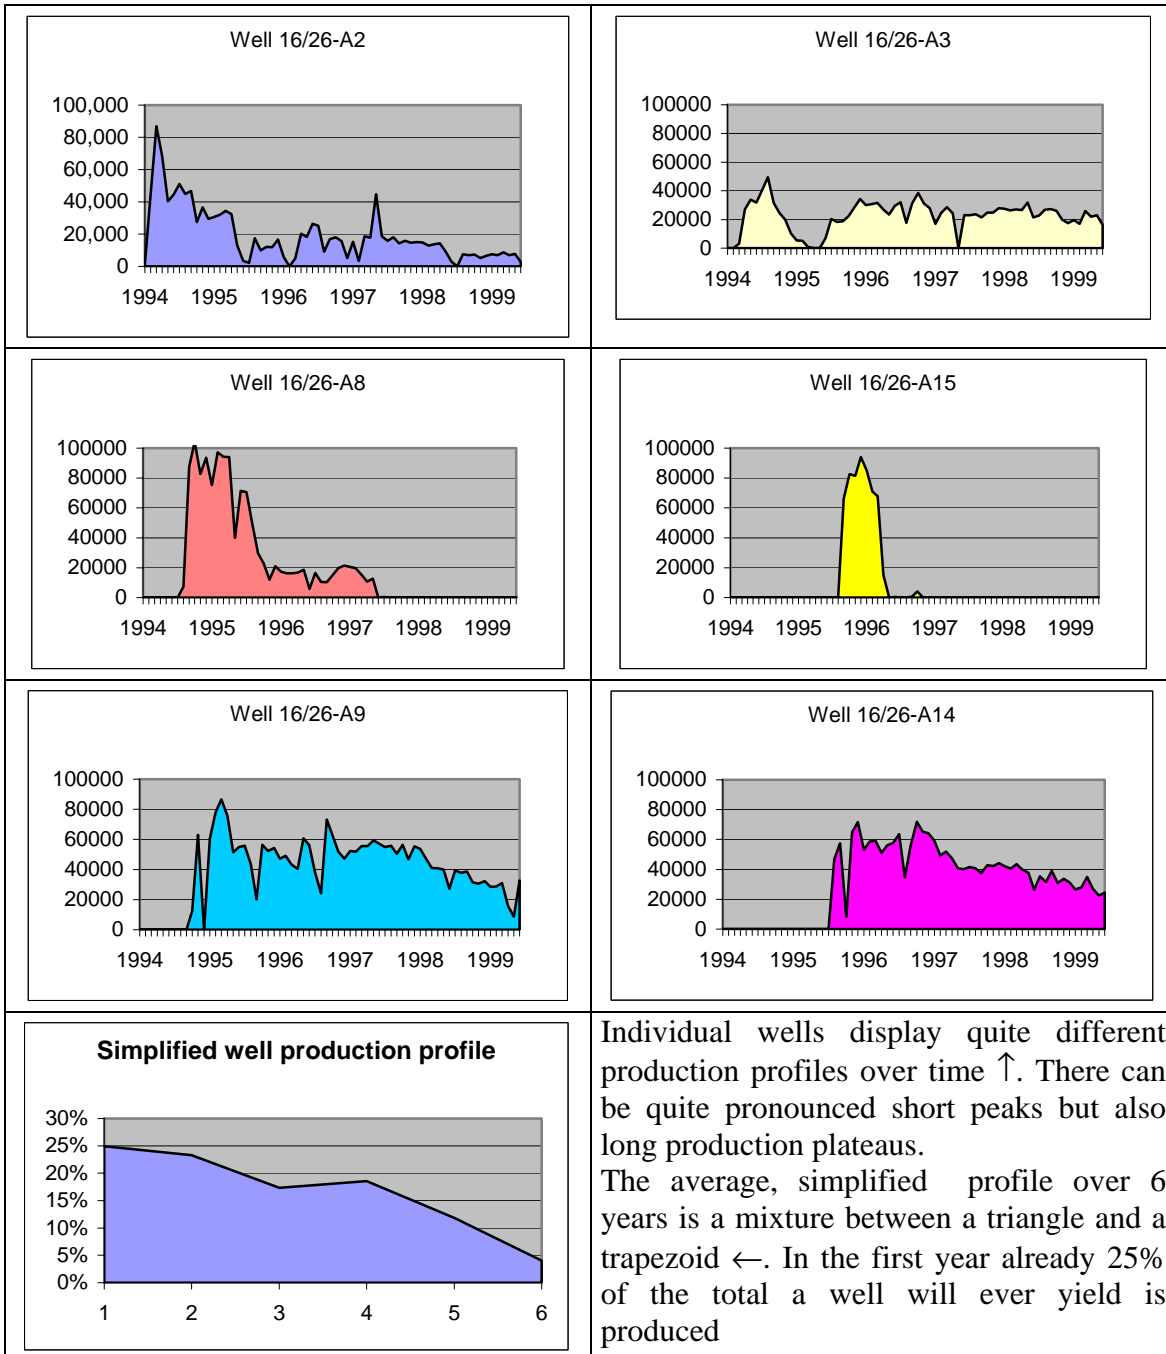 Well 16/26-A2
100,000
80,000
60,000
40,000
20,000
0
1994 1995 1996 1997 1998 1999
Well 16/26-A3
100000
80000
60000
40000
20000
0
1994 1995 1996 1997 1998 1999
Well 16/26-A8
100000
80000
60000
40000
20000
0
1994 1995 1996 1997 1998 1999
Well 16/26-A15
100000
80000
60000
40000
20000
0
1994 1995 1996 1997 1998 1999
Well 16/26-A9
100000
80000
60000
40000
20000
0
1994 1995 1996 1997 1998 1999
Well 16/26-A14
100000
80000
60000
40000
20000
0
1994 1995 1996 1997 1998 1999
Simplified well production profile
30%
25%
20%
15%
10%
5%
0%
1 2 3 4 5 6
Individual wells display quite different
production profiles over time ↑. There can
be quite pronounced short peaks but also
long production plateaus.
The average, simplified profile over 6
years is a mixture between a triangle and a
trapezoid ←. In the first year already 25%
of the total a well will ever yield is
produced